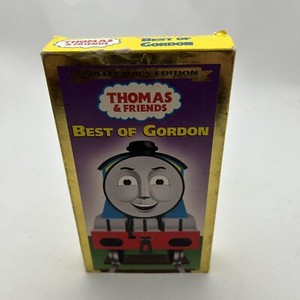 THOMAS
& FRIENDS
BEST OF
GORDON
COLLECTOR'S EDITION
THOMAS
& FRIENDS
BEST OF GORDON